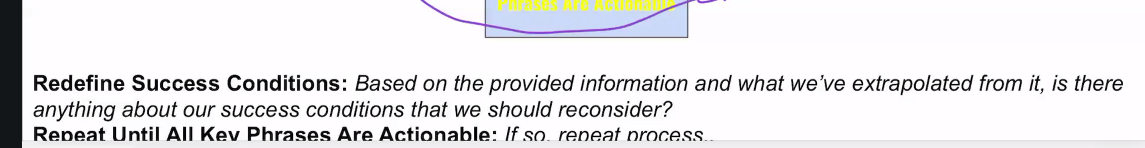 Phrases Are Actionable
Redefine Success Conditions: Based on the provided information and what we've extrapolated from it, is there
anything about our success conditions that we should reconsider?
Repeat Until All Key Phrases Are Actionable: If so, repeat process..